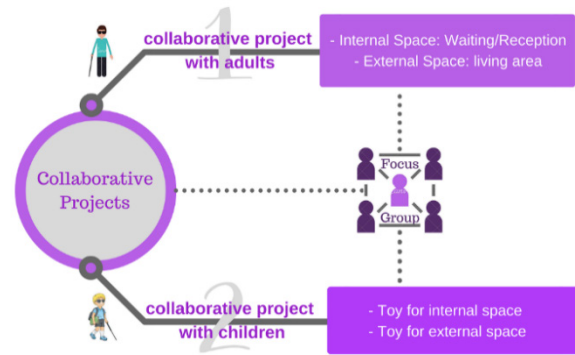 1
collaborative project
with adults
- Internal Space: Waiting/Reception
- External Space: living area
Collaborative
Projects
Focus
Group
2
collaborative project
with children
- Toy for internal space
- Toy for external space